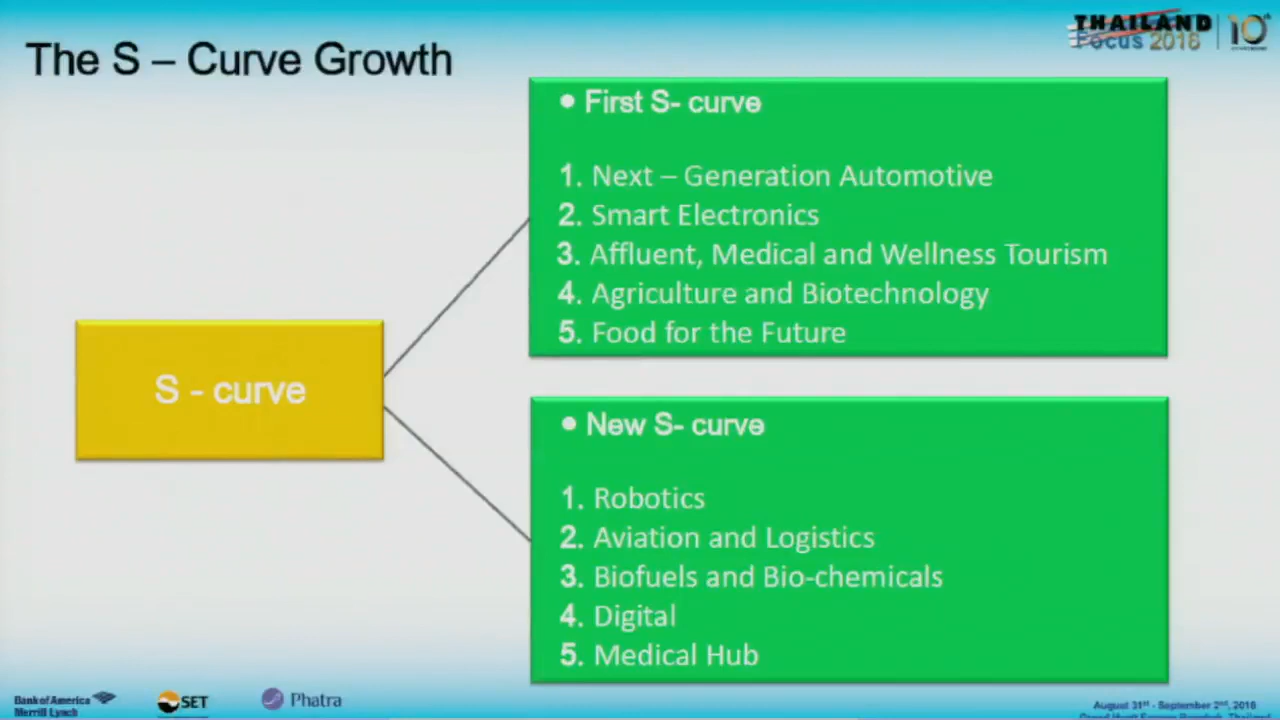 The S – Curve Growth
THAILAND
Focus 2016
10th
• First S- curve
1. Next – Generation Automotive
2. Smart Electronics
3. Affluent, Medical and Wellness Tourism
4. Agriculture and Biotechnology
5. Food for the Future
S - curve
• New S- curve
1. Robotics
2. Aviation and Logistics
3. Biofuels and Bio-chemicals
4. Digital
5. Medical Hub
Bank of America
Merrill Lynch
SET
Phatra
August 31st - September 2nd, 2016